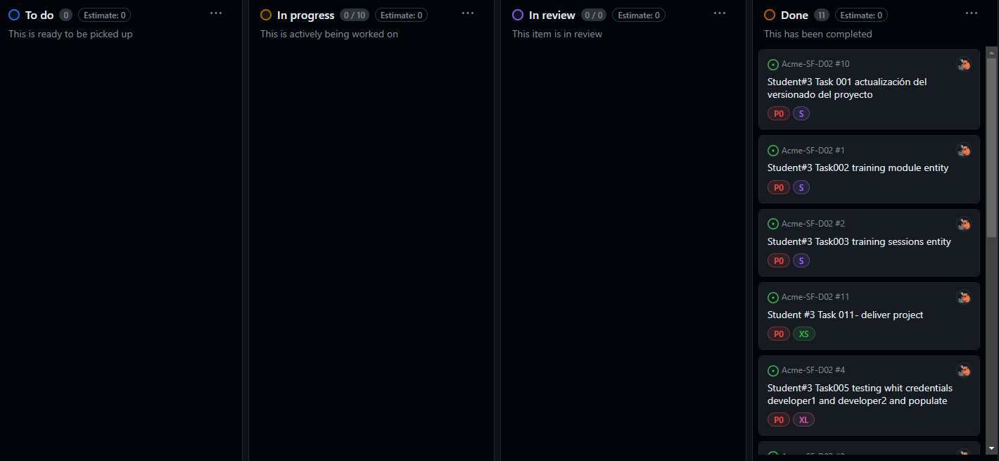 To do 0 Estimate: 0
This is ready to be picked up
In progress 0 / 10 Estimate: 0
This is actively being worked on
In review 0 / 0 Estimate: 0
This item is in review
Done 11 Estimate: 0
This has been completed
Acme-SF-D02 #10
Student#3 Task 001 actualización del
versionado del proyecto
P0 S
Acme-SF-D02 #1
Student#3 Task002 training module entity
P0 S
Acme-SF-D02 #2
Student#3 Task003 training sessions entity
P0 S
Acme-SF-D02 #11
Student #3 Task 011- deliver project
P0 XS
Acme-SF-D02 #4
Student#3 Task005 testing whit credentials
developer1 and developer2 and populate
P0 XL